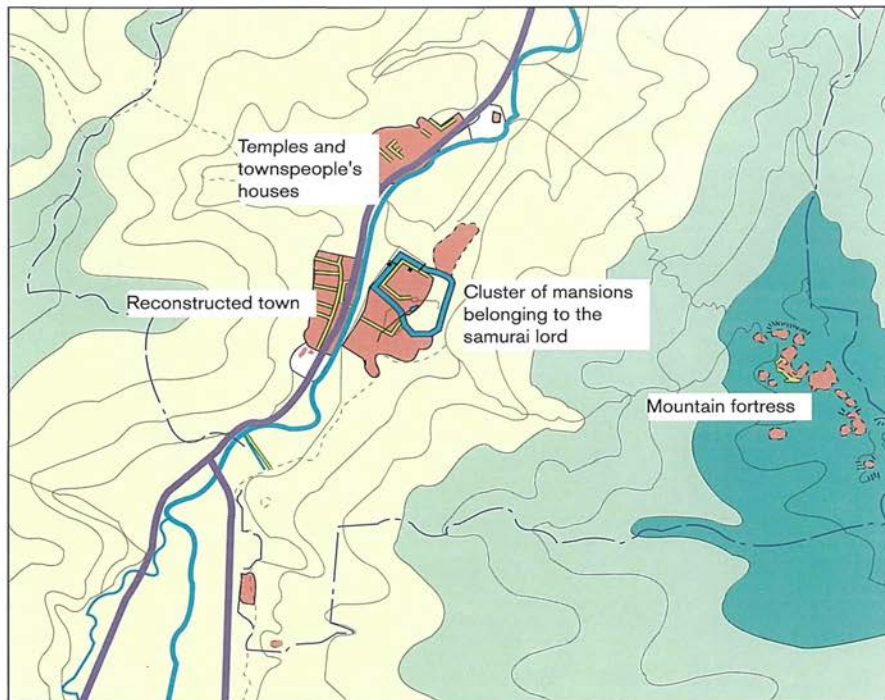 Temples and
townspeople's
houses
Reconstructed town
Cluster of mansions
belonging to the
samurai lord
Mountain fortress